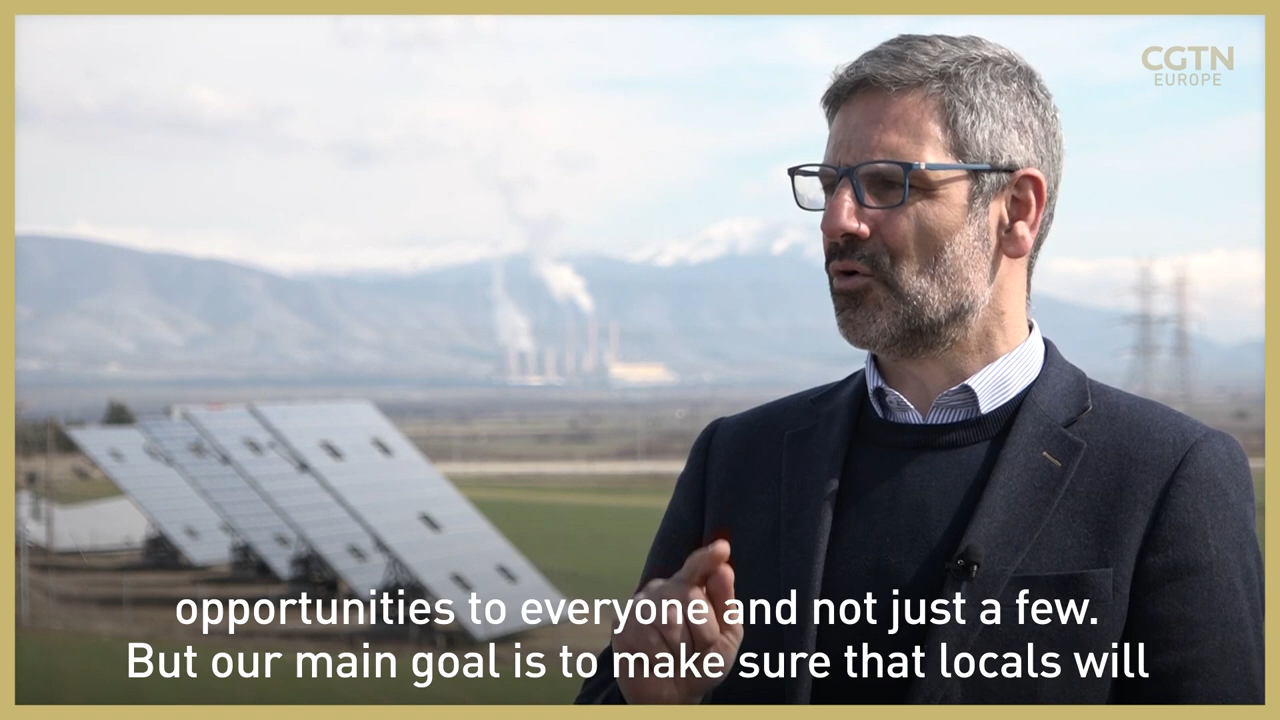 CGTN
EUROPE
opportunities to everyone and not just a few.
But our main goal is to make sure that locals will